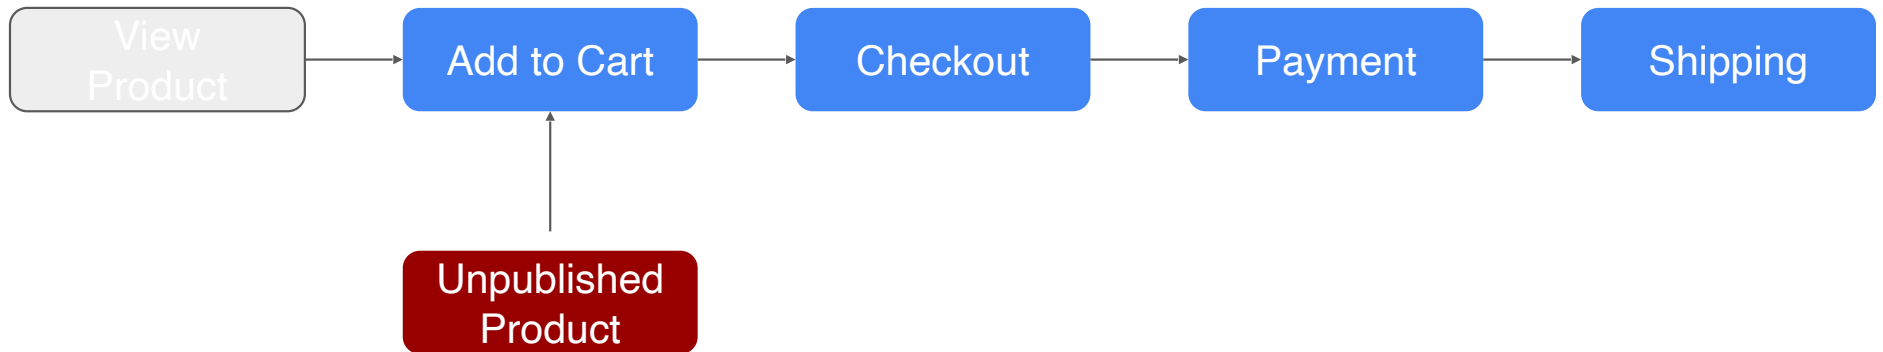 View
Product
Add to Cart
Checkout
Payment
Shipping
Unpublished
Product